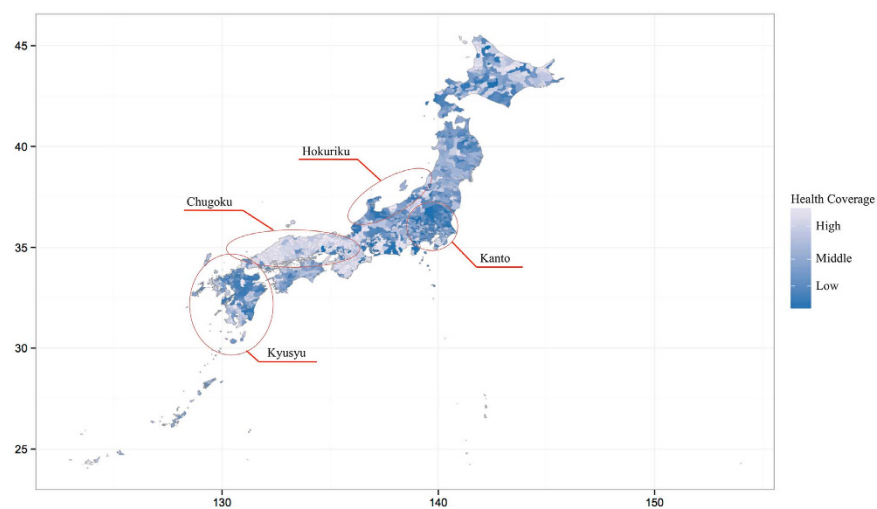 45
40
35
30
25
130
140
150
Hokuriku
Chugoku
Kanto
Kyusyu
Health Coverage
High
Middle
Low